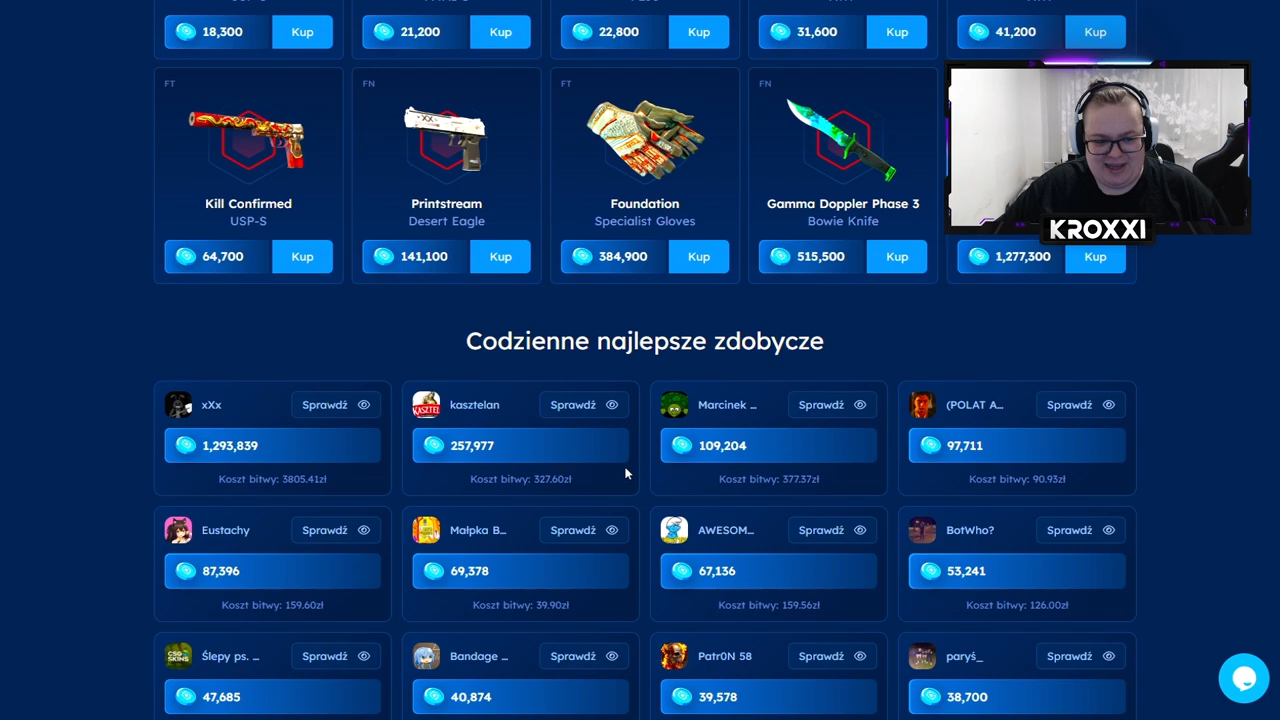 18,300 Kup
21,200 Kup
22,800 Kup
31,600 Kup
41,200 Kup
FT
Kill Confirmed
USP-S
64,700 Kup
FN
Printstream
Desert Eagle
141,100 Kup
FT
Foundation
Specialist Gloves
384,900 Kup
FN
Gamma Doppler Phase 3
Bowie Knife
515,500 Kup
KROXXI
1,277,300 Kup
Codzienne najlepsze zdobycze
xXx Sprawdź
1,293,839
Koszt bitwy: 3805.41zł
kasztelan Sprawdź
257,977
Koszt bitwy: 327.60zł
Marcinek ... Sprawdź
109,204
Koszt bitwy: 377.37zł
(POLAT A... Sprawdź
97,711
Koszt bitwy: 90.93zł
Eustachy Sprawdź
87,396
Koszt bitwy: 159.60zł
Małpka B... Sprawdź
69,378
Koszt bitwy: 39.90zł
AWESOM... Sprawdź
67,136
Koszt bitwy: 159.56zł
BotWho? Sprawdź
53,241
Koszt bitwy: 126.00zł
Ślepy ps. ... Sprawdź
47,685
Bandage ... Sprawdź
40,874
Patr0N 58 Sprawdź
39,578
paryś_ Sprawdź
38,700